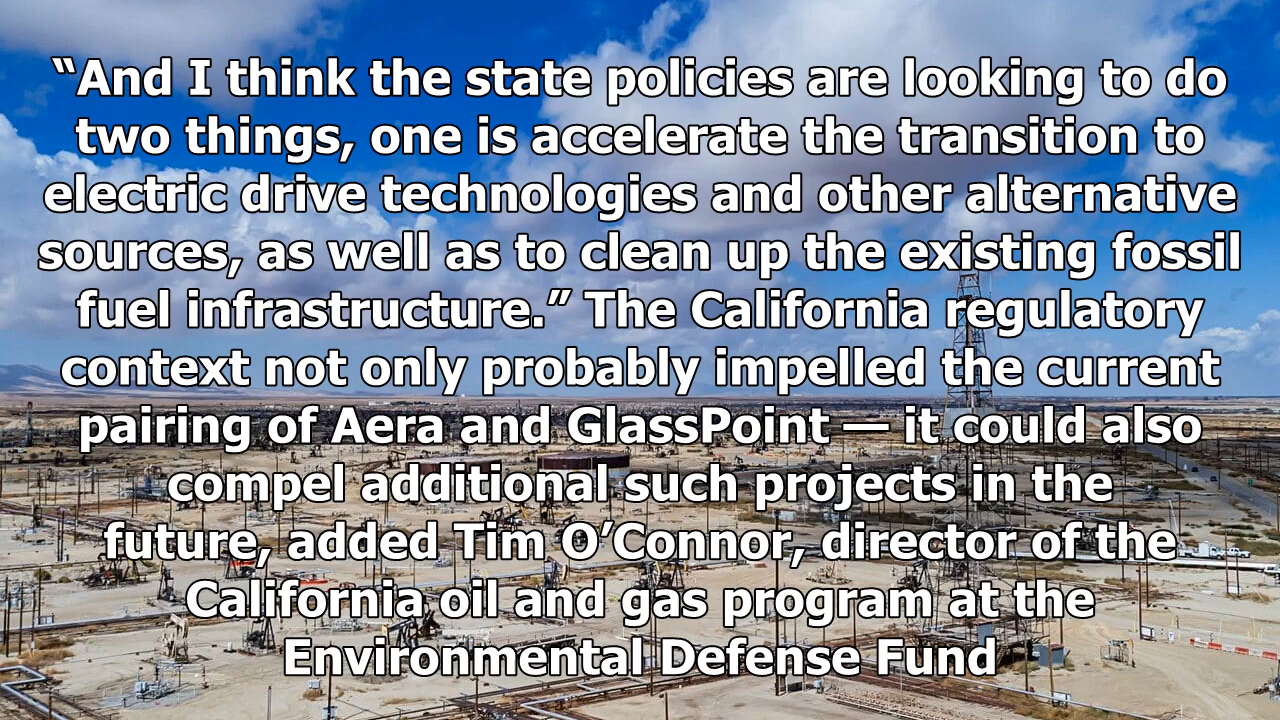 “And I think the state policies are looking to do
two things, one is accelerate the transition to
electric drive technologies and other alternative
sources, as well as to clean up the existing fossil
fuel infrastructure.” The California regulatory
context not only probably impelled the current
pairing of Aera and GlassPoint — it could also
compel additional such projects in the
future, added Tim O’Connor, director of the
California oil and gas program at the
Environmental Defense Fund